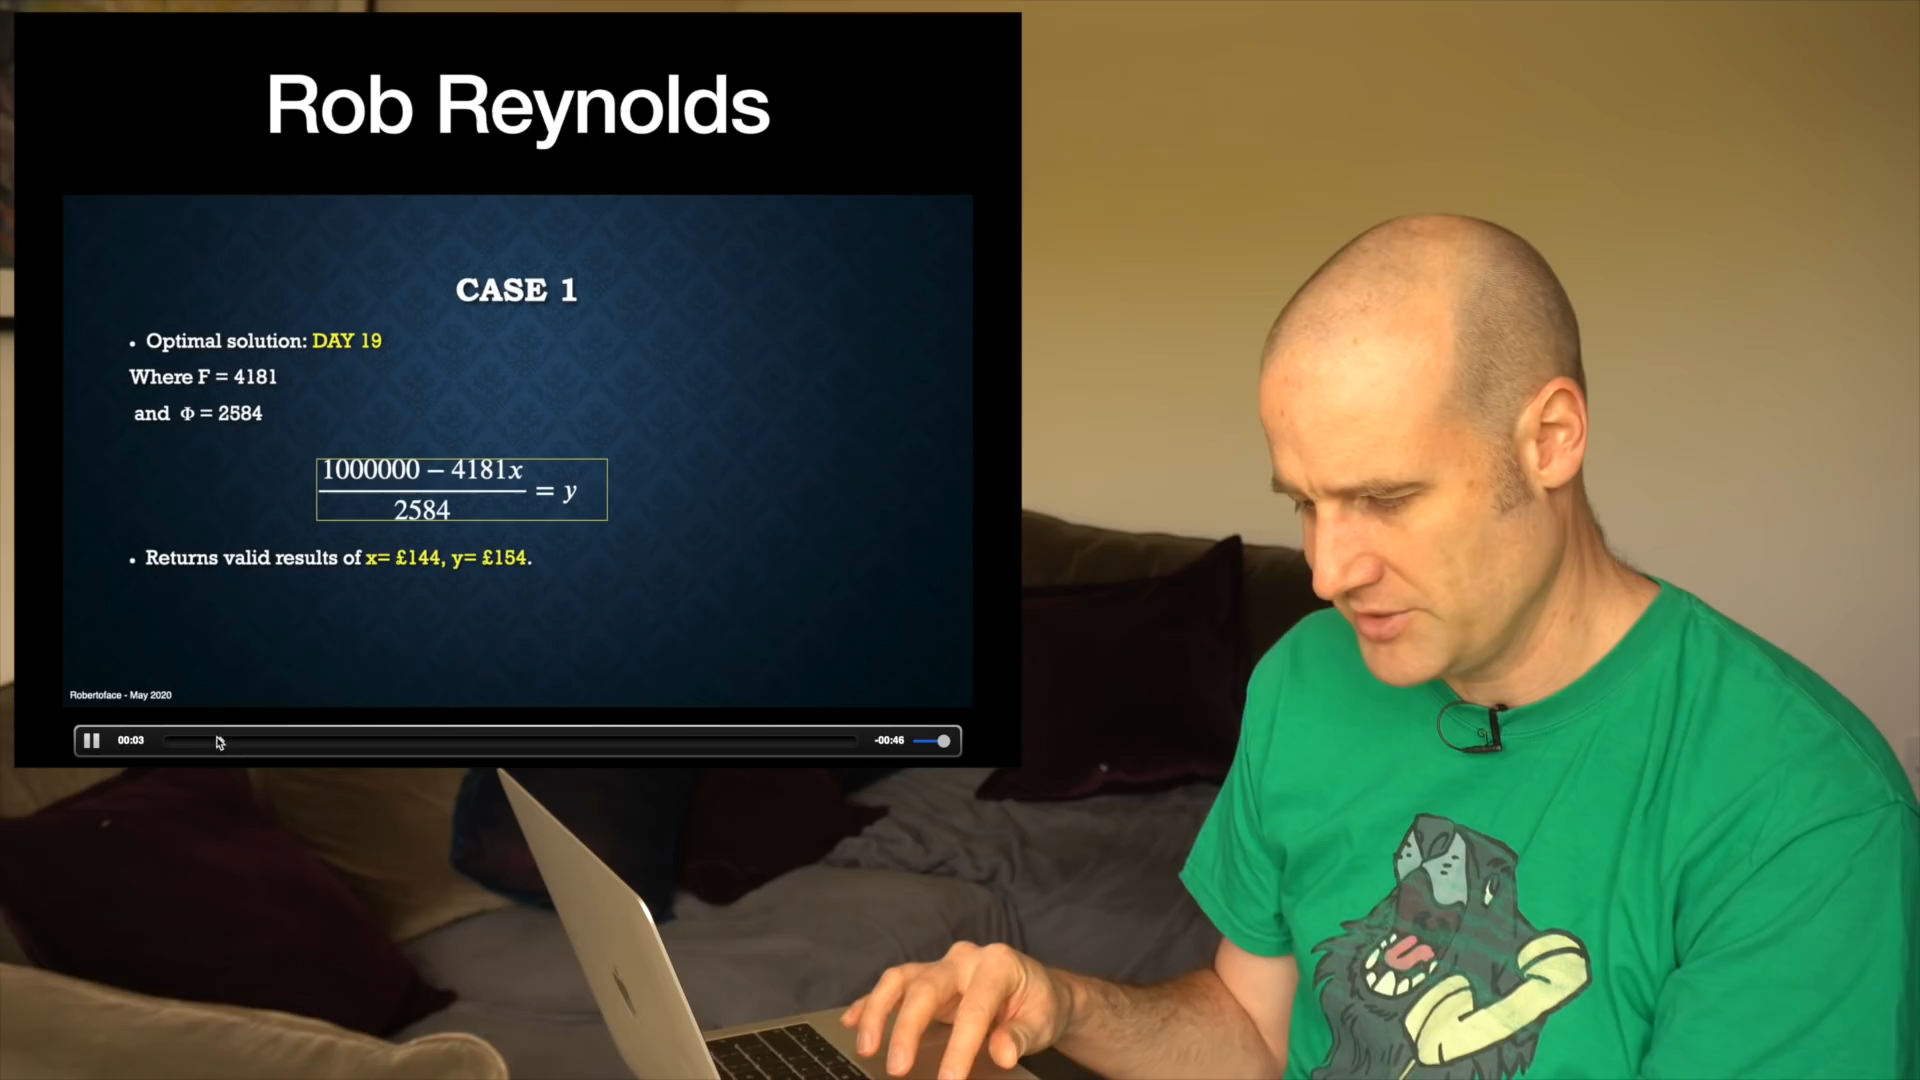 Rob Reynolds
CASE 1
• Optimal solution: DAY 19
Where F = 4181
and Φ = 2584
1000000 − 4181x
2584
= y
• Returns valid results of x= £144, y= £154.
Robertoface - May 2020
00:03
-00:46